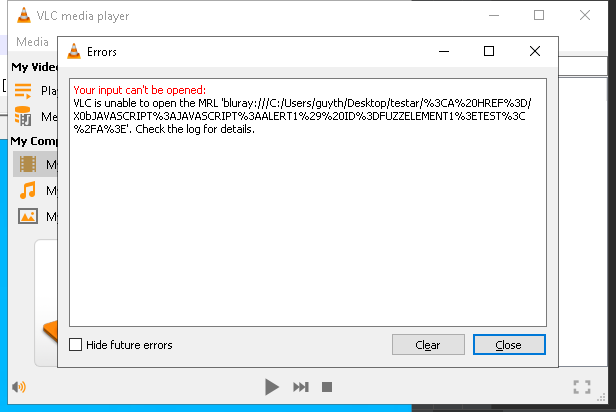 VLC media player
Media
Errors
My Video
Your input can't be opened:
VLC is unable to open the MRL 'bluray:///C:/Users/guyth/Desktop/testar/%3CA%20HREF%3D/
X0bJAVASCRIPT%3AJAVASCRIPT%3AALERT1%29%20ID%3DFUZZELEMENT1%3ETEST%3C
%2FA%3E'. Check the log for details.
Play
Me
My Comp
My
My
My
Hide future errors
Clear
Close